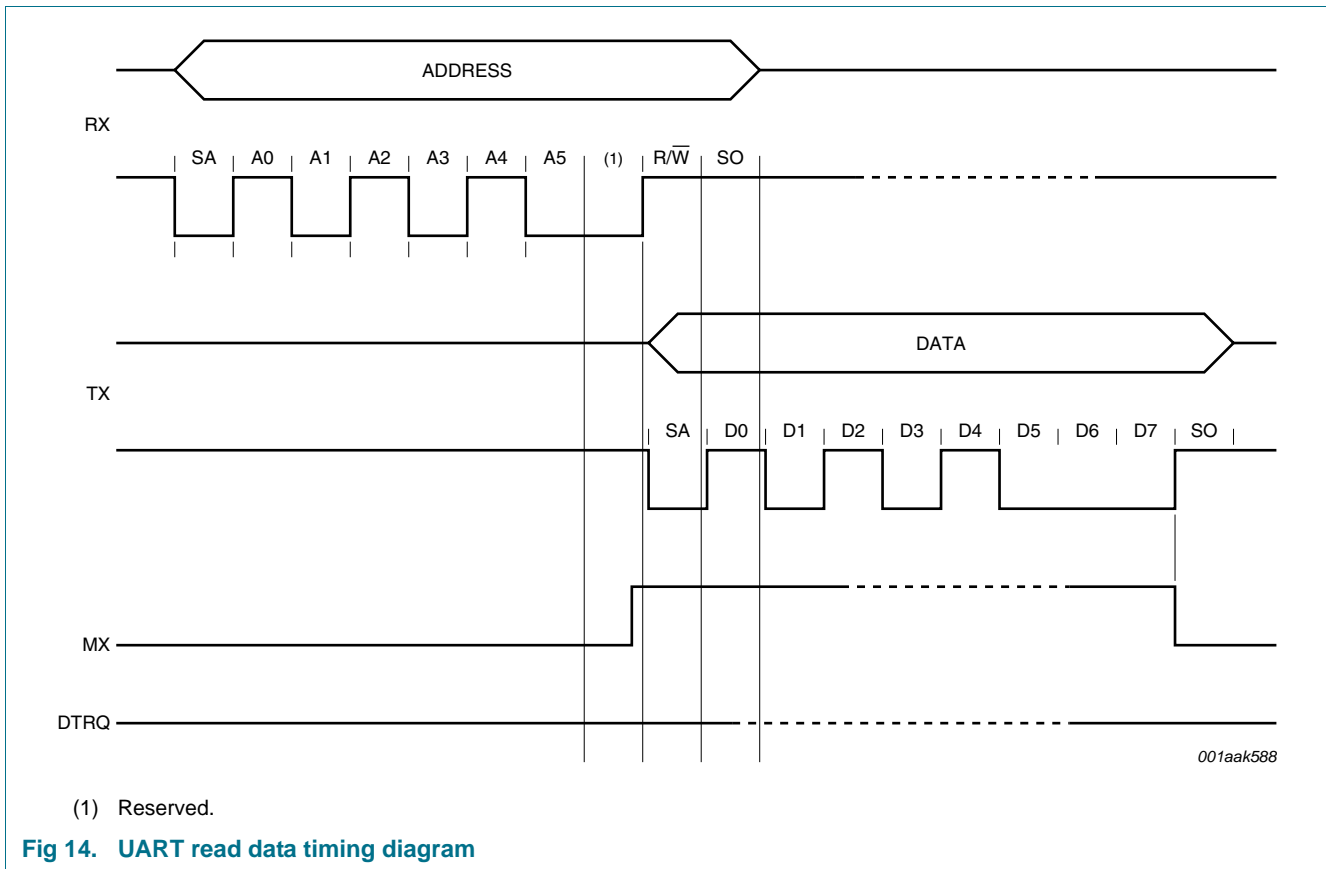 ADDRESS
RX
SA A0 A1 A2 A3 A4 A5 (1) R/W̅ SO
DATA
TX
SA D0 D1 D2 D3 D4 D5 D6 D7 SO
MX
DTRQ
001aak588
(1) Reserved.
Fig 14. UART read data timing diagram